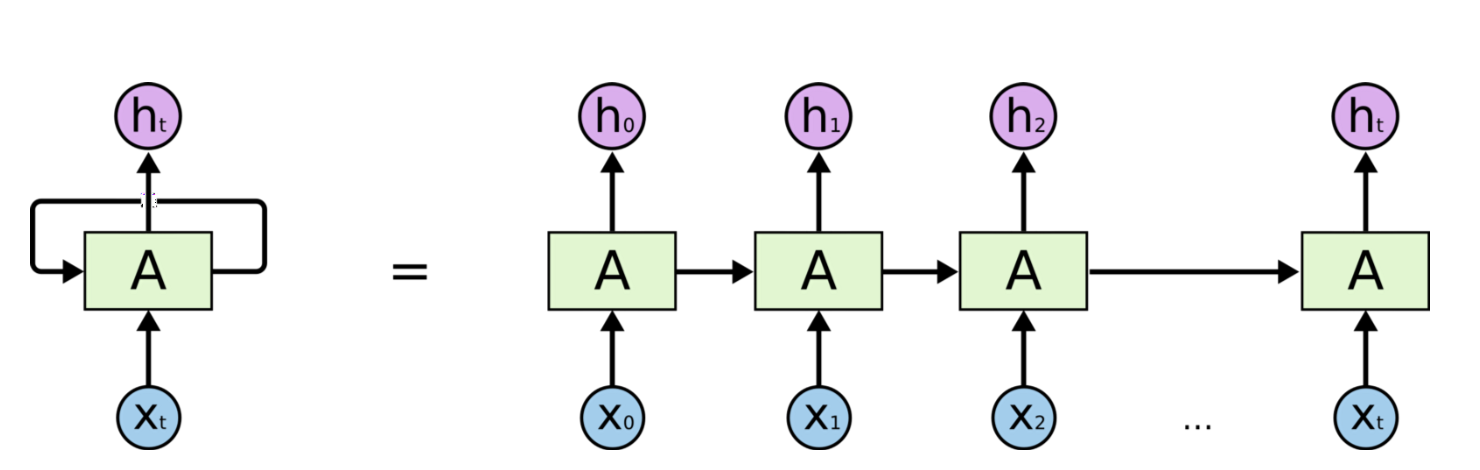 ht h0 h1 h2 ht
A = A A A A
xt x0 x1 x2 ... xt